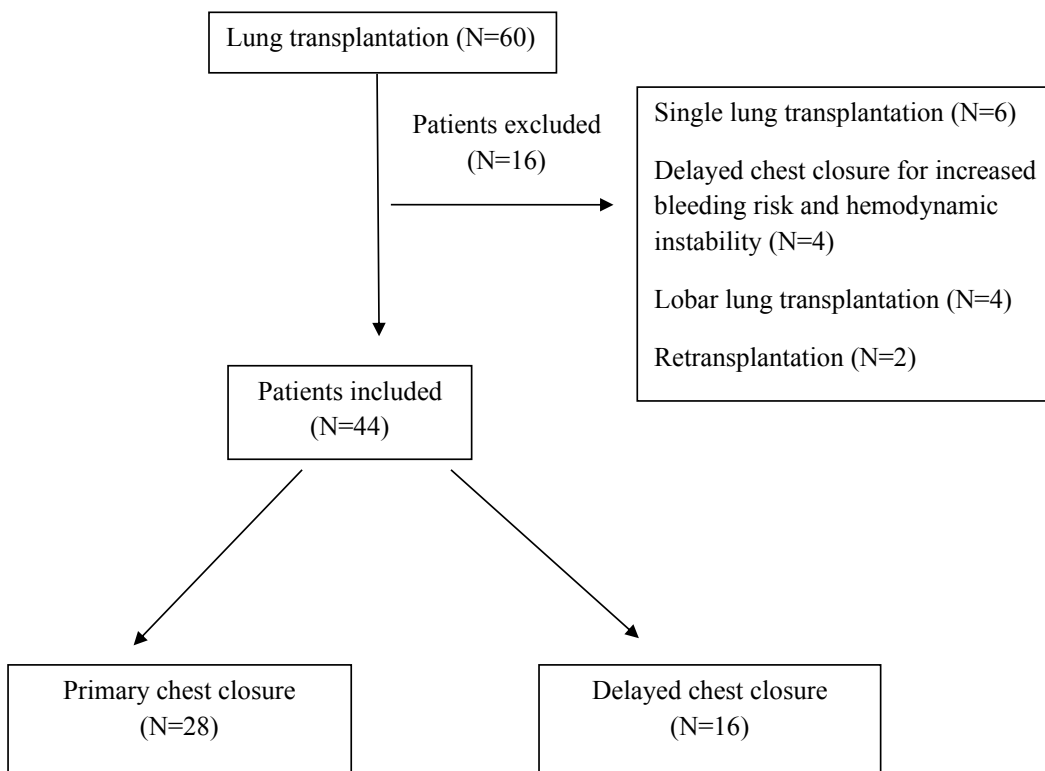 Lung transplantation (N=60)
Patients excluded
(N=16)
Single lung transplantation (N=6)
Delayed chest closure for increased
bleeding risk and hemodynamic
instability (N=4)
Lobar lung transplantation (N=4)
Retransplantation (N=2)
Patients included
(N=44)
Primary chest closure
(N=28)
Delayed chest closure
(N=16)